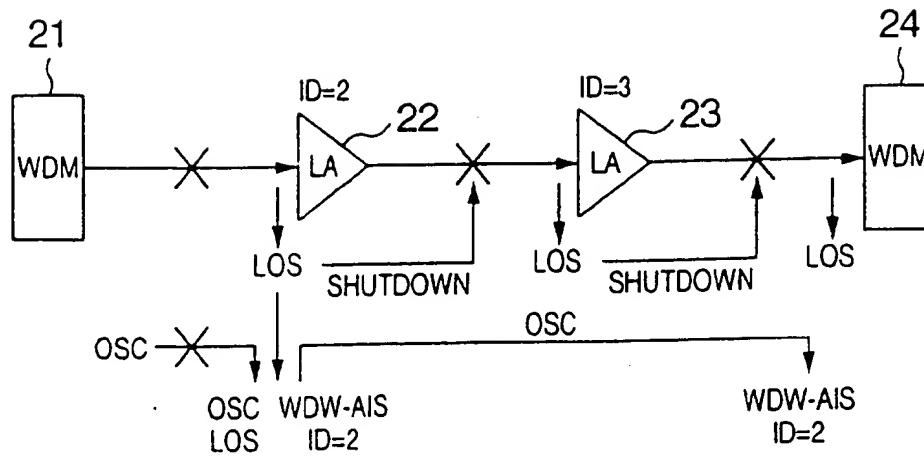 21
24
ID=2
ID=3
22
23
WDM
LA
LA
WDM
LOS
SHUTDOWN
LOS
SHUTDOWN
LOS
OSC
OSC
OSC
LOS
WDW-AIS
ID=2
WDW-AIS
ID=2